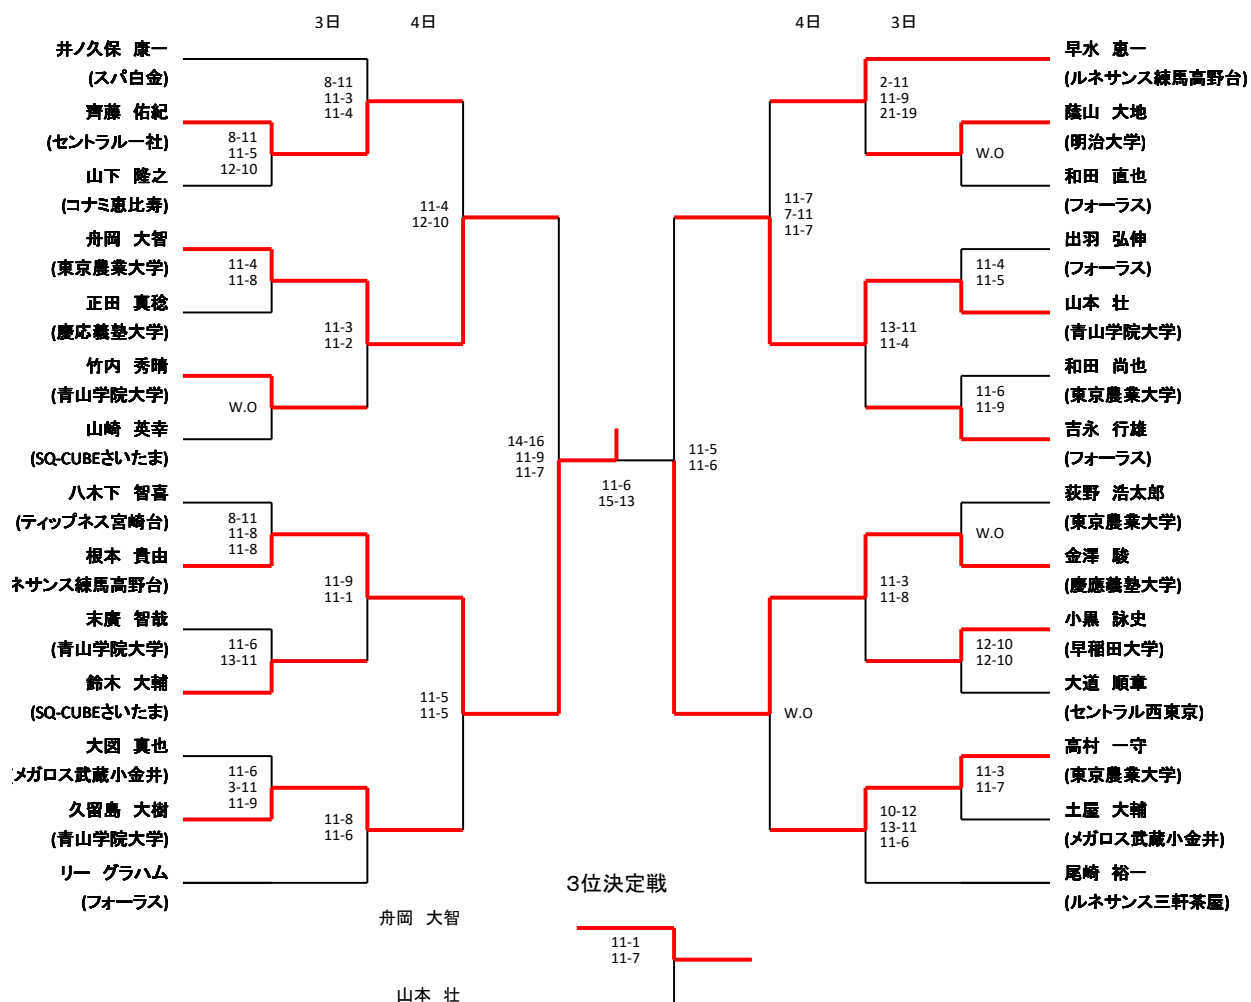 3日
4日
4日
3日
井ノ久保 康一
(スパ白金)
8-11
11-3
11-4
齊藤 佑紀
(セントラル一社)
8-11
11-5
12-10
山下 隆之
(コナミ恵比寿)
11-4
12-10
舟岡 大智
(東京農業大学)
11-4
11-8
正田 真稔
(慶応義塾大学)
11-3
11-2
竹内 秀晴
(青山学院大学)
W.O
山崎 英幸
(SQ-CUBEさいたま)
14-16
11-9
11-7
八木下 智喜
(ティップネス宮崎台)
8-11
11-8
11-8
根本 貴由
ネサンス練馬高野台)
11-9
11-1
末廣 智哉
(青山学院大学)
11-6
13-11
鈴木 大輔
(SQ-CUBEさいたま)
11-5
11-5
大図 真也
メガロス武蔵小金井)
11-6
3-11
11-9
久留島 大樹
(青山学院大学)
11-8
11-6
リー グラハム
(フォーラス)
11-6
15-13
早水 恵一
(ルネサンス練馬高野台)
2-11
11-9
21-19
蔭山 大地
(明治大学)
W.O
和田 直也
(フォーラス)
11-7
7-11
11-7
出羽 弘伸
(フォーラス)
11-4
11-5
山本 壮
(青山学院大学)
13-11
11-4
和田 尚也
(東京農業大学)
11-6
11-9
吉永 行雄
(フォーラス)
11-5
11-6
荻野 浩太郎
(東京農業大学)
W.O
金澤 駿
(慶應義塾大学)
11-3
11-8
小黒 詠史
(早稲田大学)
12-10
12-10
大道 順章
(セントラル西東京)
W.O
高村 一守
(東京農業大学)
11-3
11-7
土屋 大輔
(メガロス武蔵小金井)
10-12
13-11
11-6
尾崎 裕一
(ルネサンス三軒茶屋)
3位決定戦
舟岡 大智
11-1
11-7
山本 壮